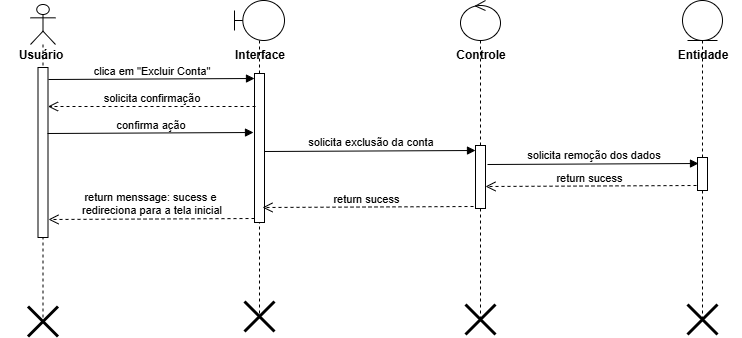 Usuário
Interface
Controle
Entidade
clica em "Excluir Conta"
solicita confirmação
confirma ação
solicita exclusão da conta
solicita remoção dos dados
return sucess
return sucess
return menssage: sucess e
redireciona para a tela inicial